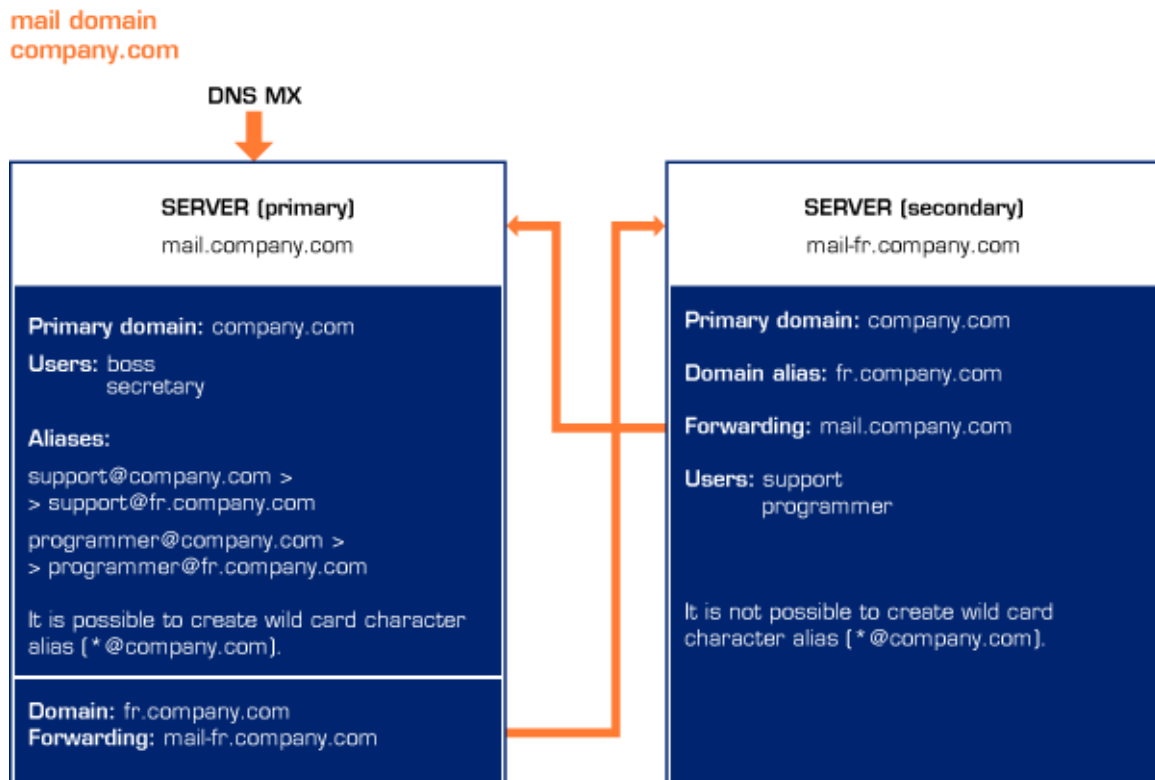 mail domain
company.com
DNS MX
SERVER (primary)
mail.company.com
Primary domain: company.com
Users: boss
secretary
Aliases:
support@company.com >
> support@fr.company.com
programmer@company.com >
> programmer@fr.company.com
It is possible to create wild card character
alias (*@company.com).
Domain: fr.company.com
Forwarding: mail-fr.company.com
SERVER (secondary)
mail-fr.company.com
Primary domain: company.com
Domain alias: fr.company.com
Forwarding: mail.company.com
Users: support
programmer
It is not possible to create wild card
character alias (*@company.com).